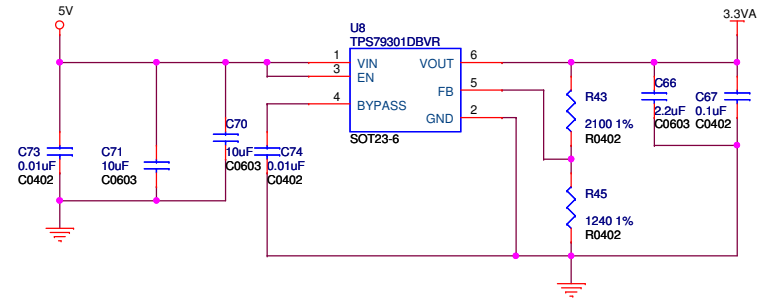 5V
3.3VA
U8
TPS79301DBVR
1 VIN VOUT 6
3 EN
5 FB
4 BYPASS
GND 2
SOT23-6
C73
0.01uF
C0402
C71
10uF
C0603
C70
10uF
C0603
C74
0.01uF
C0402
R43
2100 1%
R0402
R45
1240 1%
R0402
C66
2.2uF
C0603
C67
0.1uF
C0402